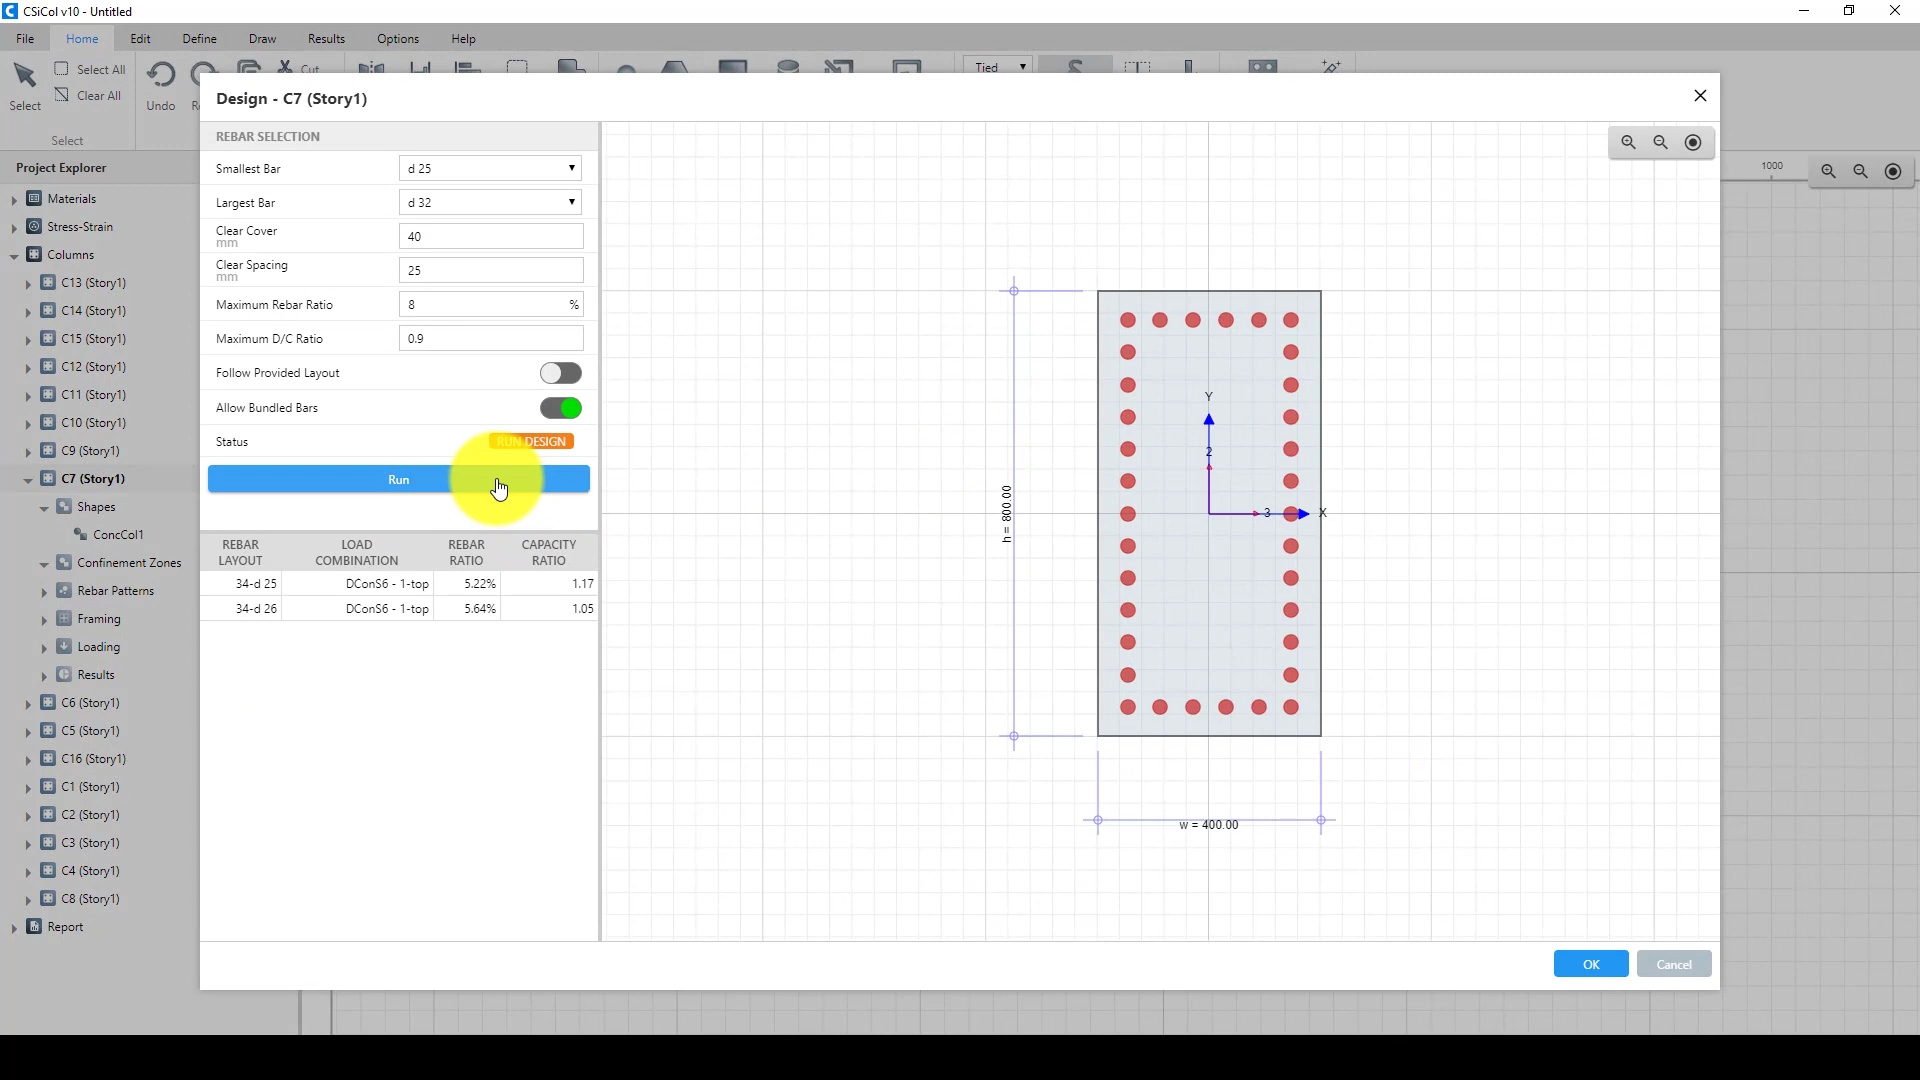 CSiCol v10 - Untitled
File Home Edit Define Draw Results Options Help
Select All
Cut
Tied
Clear All
Select
Undo
Select
Design - C7 (Story1)
REBAR SELECTION
Smallest Bar d 25
Largest Bar d 32
Clear Cover
mm
40
Clear Spacing
mm
25
Maximum Rebar Ratio 8 %
Maximum D/C Ratio 0.9
Follow Provided Layout
Allow Bundled Bars
Status RUN DESIGN
Run
REBAR LAYOUT LOAD COMBINATION REBAR RATIO CAPACITY RATIO
34-d 25 DConS6 - 1-top 5.22% 1.17
34-d 26 DConS6 - 1-top 5.64% 1.05
Project Explorer
Materials
Stress-Strain
Columns
C13 (Story1)
C14 (Story1)
C15 (Story1)
C12 (Story1)
C11 (Story1)
C10 (Story1)
C9 (Story1)
C7 (Story1)
Shapes
ConcCol1
Confinement Zones
Rebar Patterns
Framing
Loading
Results
C6 (Story1)
C5 (Story1)
C16 (Story1)
C1 (Story1)
C2 (Story1)
C3 (Story1)
C4 (Story1)
C8 (Story1)
Report
Y
2
3 X
h = 800.00
w = 400.00
1000
OK Cancel